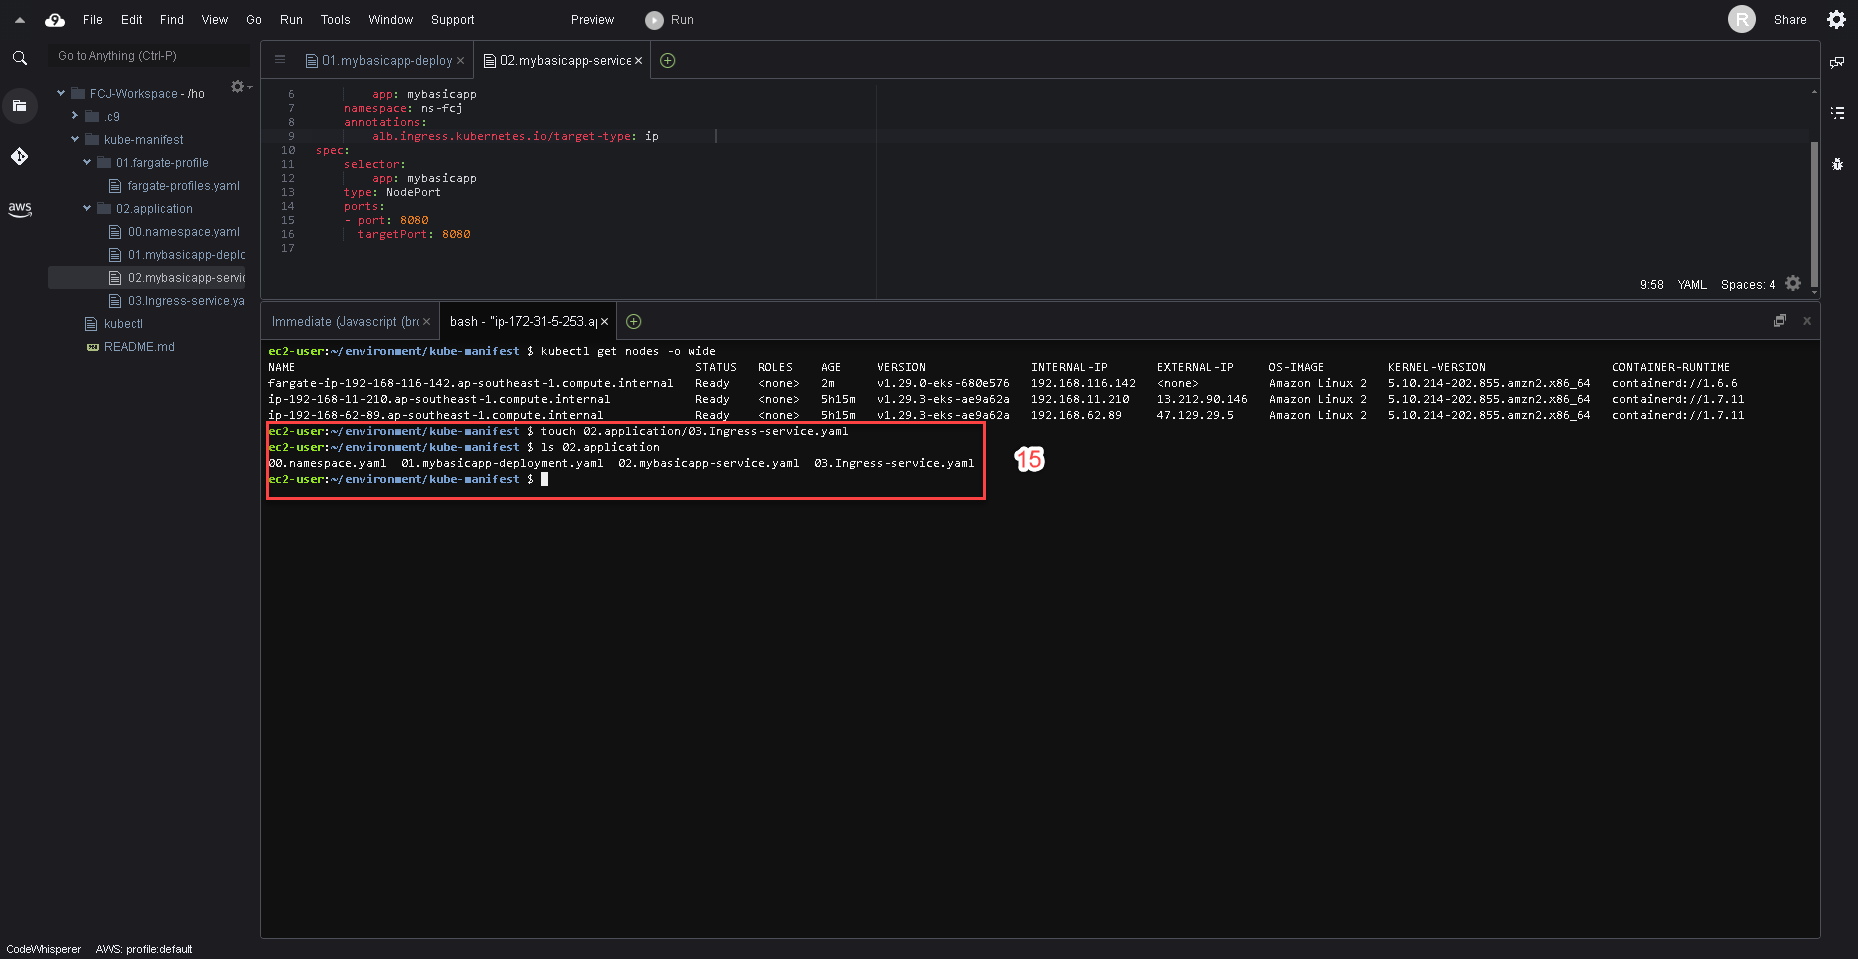 File Edit Find View Go Run Tools Window Support Preview Run R Share
Go to Anything (Ctrl-P)
01.mybasicapp-deploy 02.mybasicapp-service
FCJ-Workspace - /ho
.c9
kube-manifest
01.fargate-profile
fargate-profiles.yaml
02.application
00.namespace.yaml
01.mybasicapp-deplo
02.mybasicapp-servic
03.Ingress-service.ya
kubectl
README.md
aws
6 app: mybasicapp
7 namespace: ns-fcj
8 annotations:
9 alb.ingress.kubernetes.io/target-type: ip
10 spec:
11 selector:
12 app: mybasicapp
13 type: NodePort
14 ports:
15 - port: 8080
16 targetPort: 8080
17
9:58 YAML Spaces: 4
Immediate (Javascript (bro bash - "ip-172-31-5-253.ap
ec2-user:~/environment/kube-manifest $ kubectl get nodes -o wide
NAME STATUS ROLES AGE VERSION INTERNAL-IP EXTERNAL-IP OS-IMAGE KERNEL-VERSION CONTAINER-RUNTIME
fargate-ip-192-168-116-142.ap-southeast-1.compute.internal Ready <none> 2m v1.29.0-eks-680e576 192.168.116.142 <none> Amazon Linux 2 5.10.214-202.855.amzn2.x86_64 containerd://1.6.6
ip-192-168-11-210.ap-southeast-1.compute.internal Ready <none> 5h15m v1.29.3-eks-ae9a62a 192.168.11.210 13.212.90.146 Amazon Linux 2 5.10.214-202.855.amzn2.x86_64 containerd://1.7.11
ip-192-168-62-89.ap-southeast-1.compute.internal Ready <none> 5h15m v1.29.3-eks-ae9a62a 192.168.62.89 47.129.29.5 Amazon Linux 2 5.10.214-202.855.amzn2.x86_64 containerd://1.7.11
ec2-user:~/environment/kube-manifest $ touch 02.application/03.Ingress-service.yaml
ec2-user:~/environment/kube-manifest $ ls 02.application
00.namespace.yaml 01.mybasicapp-deployment.yaml 02.mybasicapp-service.yaml 03.Ingress-service.yaml
ec2-user:~/environment/kube-manifest $
15
CodeWhisperer AWS: profile:default